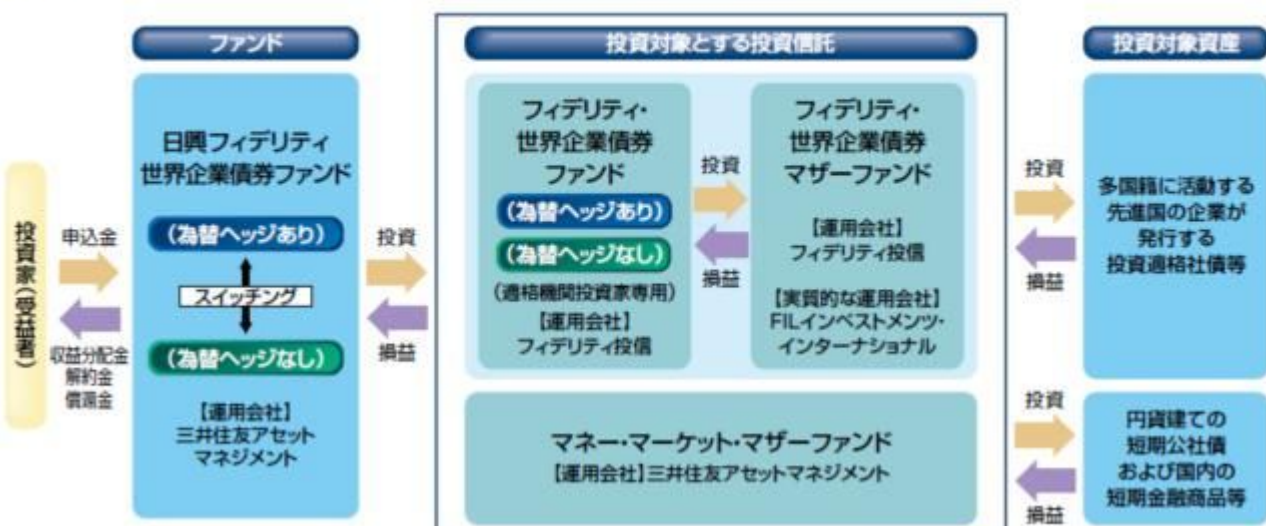 ファンド
投資対象とする投資信託
投資対象資産
投資家(受益者)
申込金
収益分配金
解約金
償還金
日興フィデリティ
世界企業債券ファンド
(為替ヘッジあり)
スイッチング
(為替ヘッジなし)
【運用会社】
三井住友アセット
マネジメント
投資
損益
フィデリティ・
世界企業債券
ファンド
(為替ヘッジあり)
(為替ヘッジなし)
(適格機関投資家専用)
【運用会社】
フィデリティ投信
投資
損益
フィデリティ・
世界企業債券
マザーファンド
【運用会社】
フィデリティ投信
【実質的な運用会社】
FILインベストメンツ・
インターナショナル
投資
損益
多国籍に活動する
先進国の企業が
発行する
投資適格社債等
マネー・マーケット・マザーファンド
【運用会社】三井住友アセットマネジメント
投資
損益
円貨建ての
短期公社債
および国内の
短期金融商品等